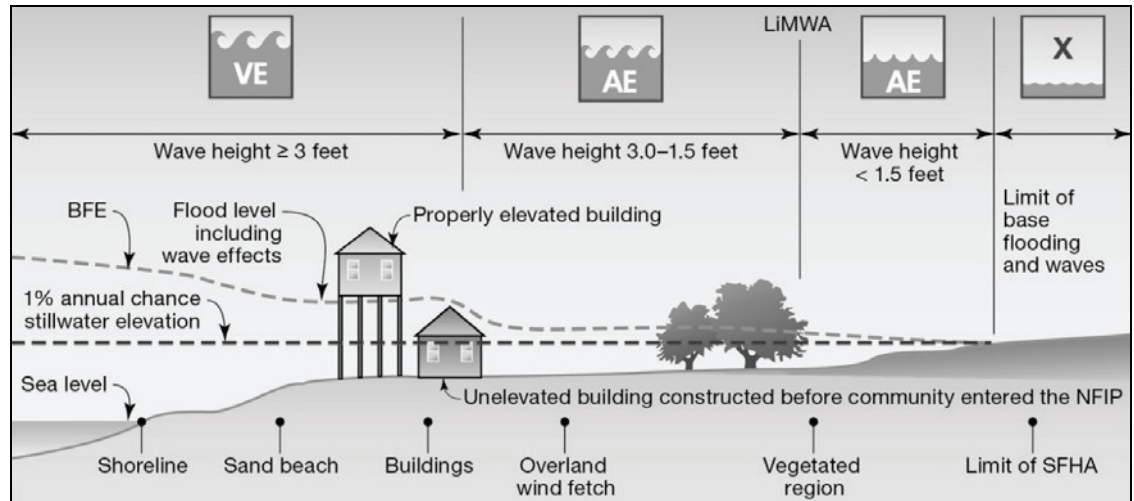 VE
AE
LiMWA
AE
X
Wave height ≥ 3 feet
Wave height 3.0–1.5 feet
Wave height
< 1.5 feet
Limit of
base
flooding
and waves
BFE
Flood level
including
wave effects
Properly elevated building
1% annual chance
stillwater elevation
Sea level
Unelevated building constructed before community entered the NFIP
Shoreline
Sand beach
Buildings
Overland
wind fetch
Vegetated
region
Limit of SFHA